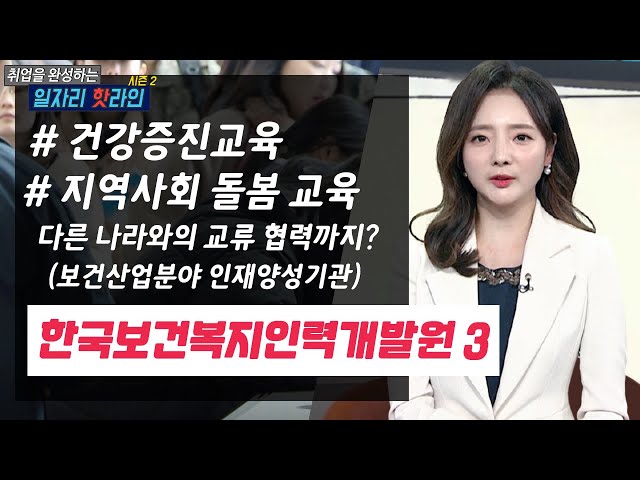 취업을 완성하는
시즌 2
일자리 핫라인
# 건강증진교육
# 지역사회 돌봄 교육
다른 나라와의 교류 협력까지?
(보건산업분야 인재양성기관)
한국보건복지인력개발원 3